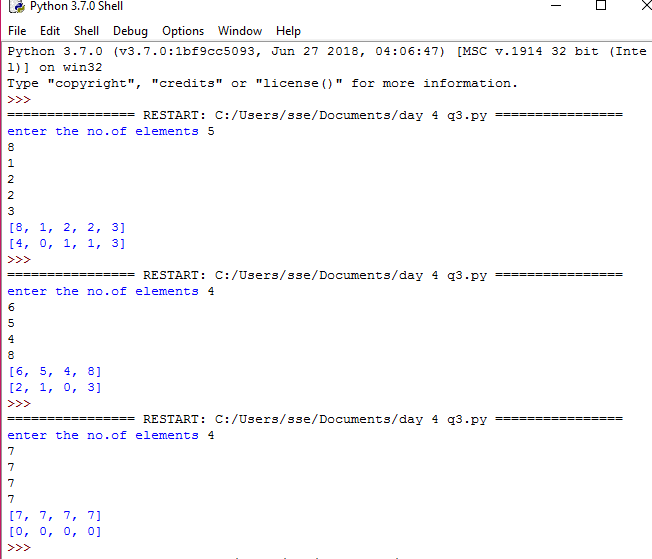 Python 3.7.0 Shell
File Edit Shell Debug Options Window Help
Python 3.7.0 (v3.7.0:1bf9cc5093, Jun 27 2018, 04:06:47) [MSC v.1914 32 bit (Inte
l)] on win32
Type "copyright", "credits" or "license()" for more information.
>>>
================ RESTART: C:/Users/sse/Documents/day 4 q3.py ================
enter the no.of elements 5
8
1
2
2
3
[8, 1, 2, 2, 3]
[4, 0, 1, 1, 3]
>>>
================ RESTART: C:/Users/sse/Documents/day 4 q3.py ================
enter the no.of elements 4
6
5
4
8
[6, 5, 4, 8]
[2, 1, 0, 3]
>>>
================ RESTART: C:/Users/sse/Documents/day 4 q3.py ================
enter the no.of elements 4
7
7
7
7
[7, 7, 7, 7]
[0, 0, 0, 0]
>>>